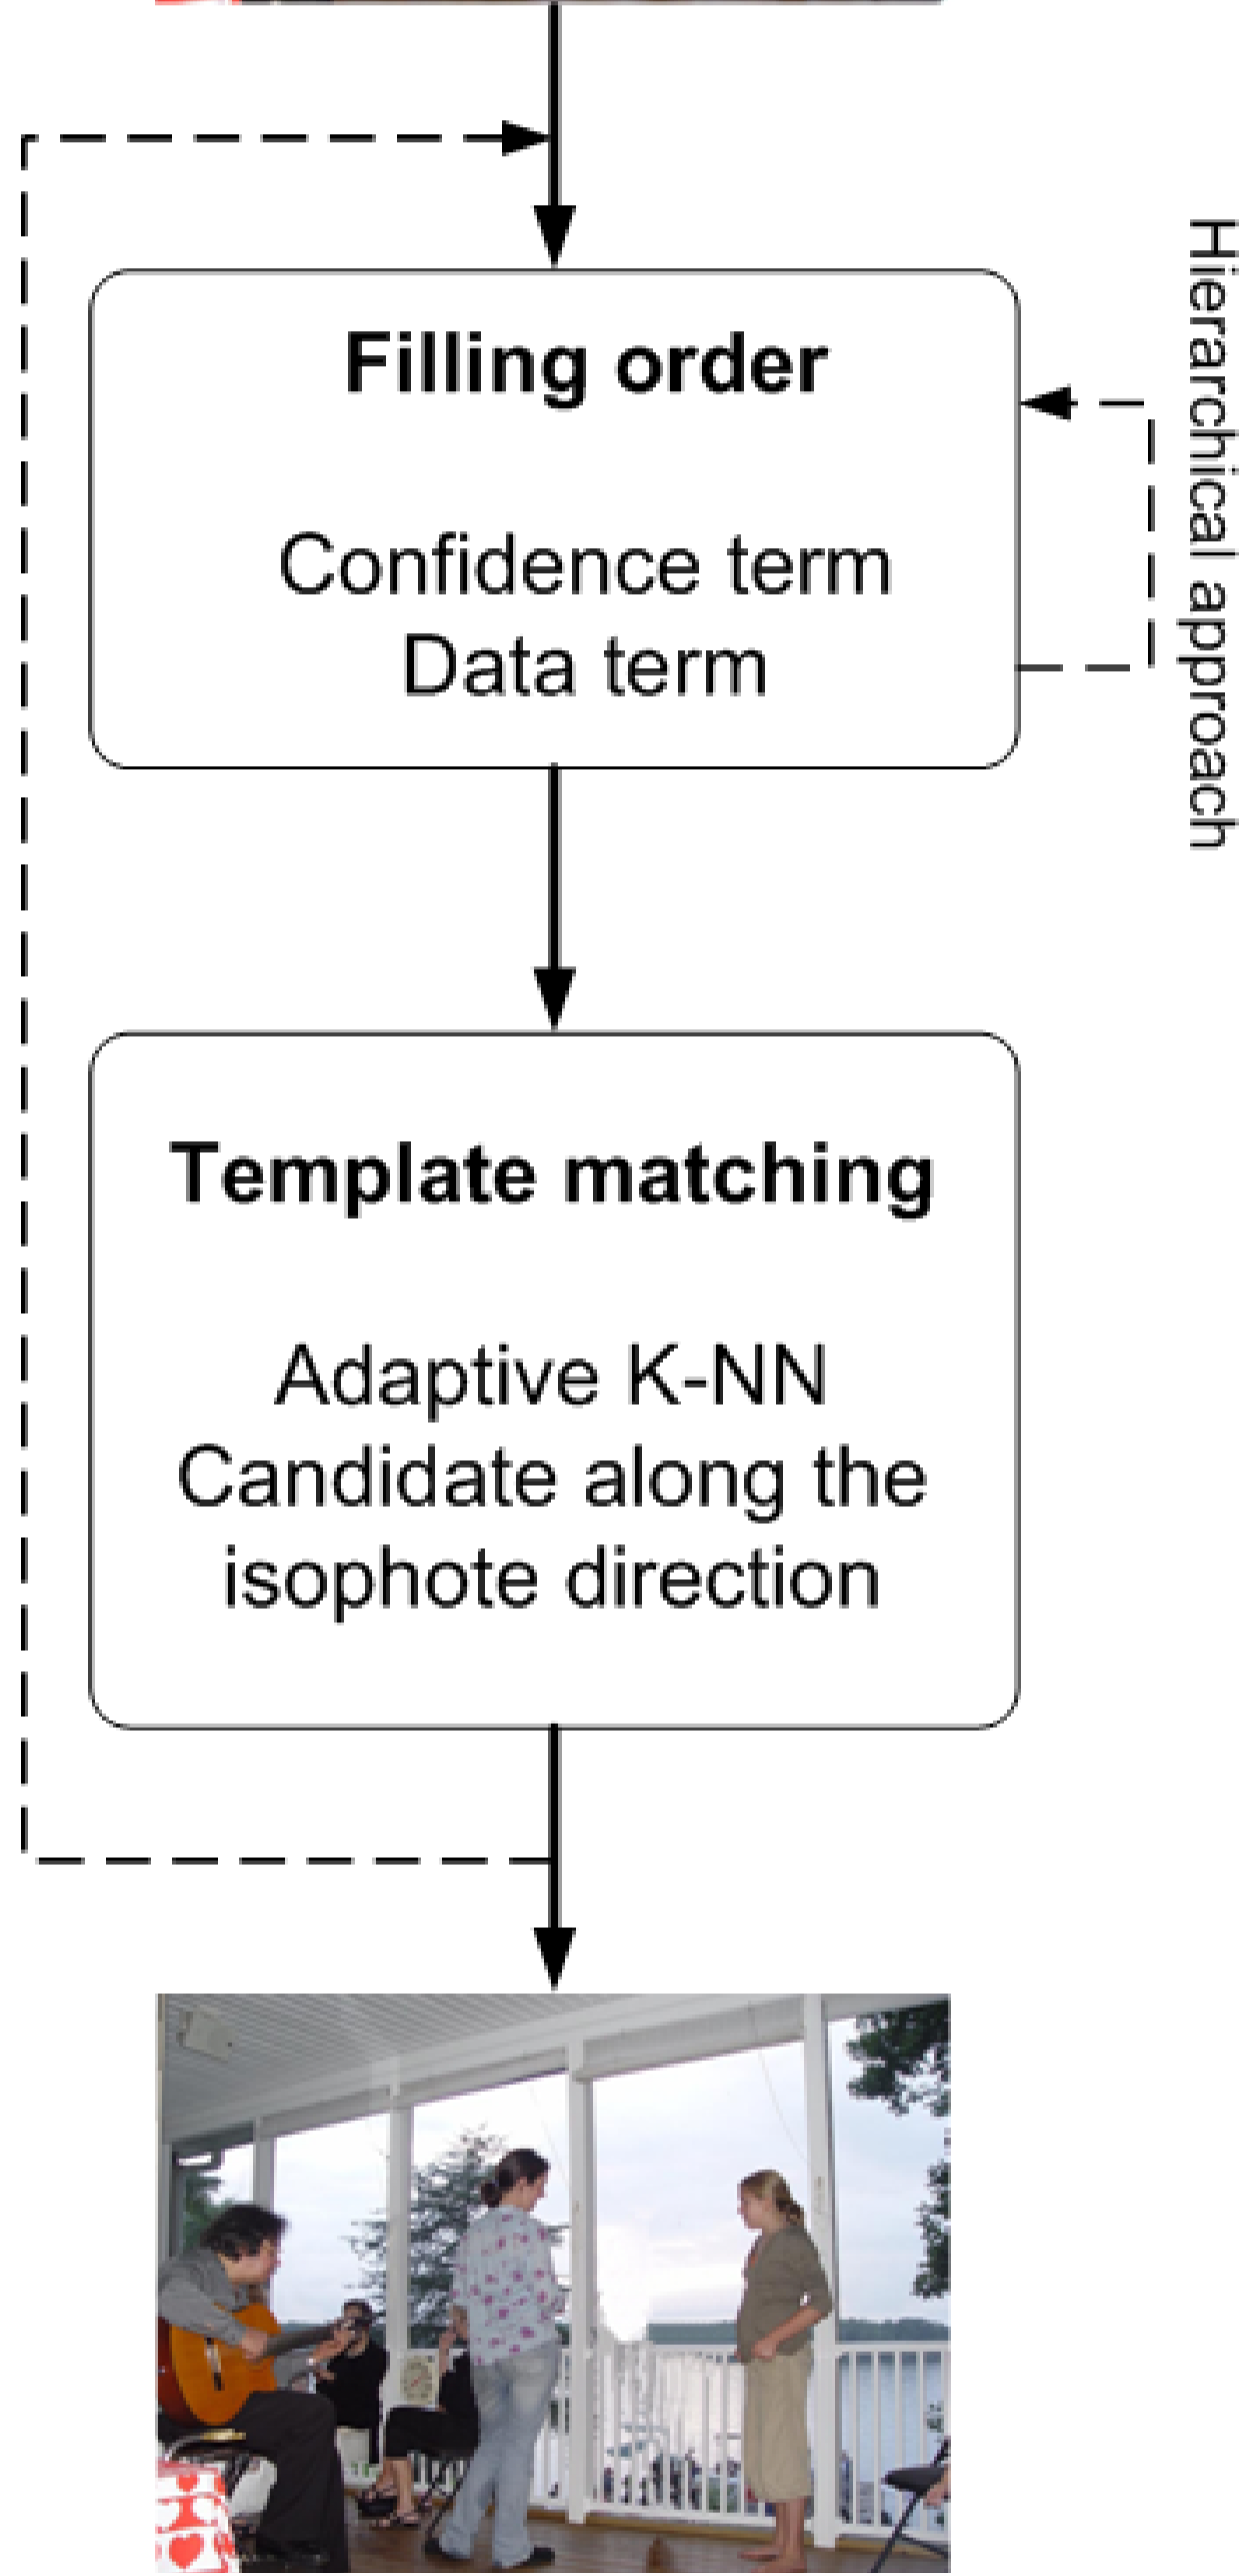 Filling order
Confidence term
Data term
Hierarchical approach
Template matching
Adaptive K-NN
Candidate along the
isophote direction